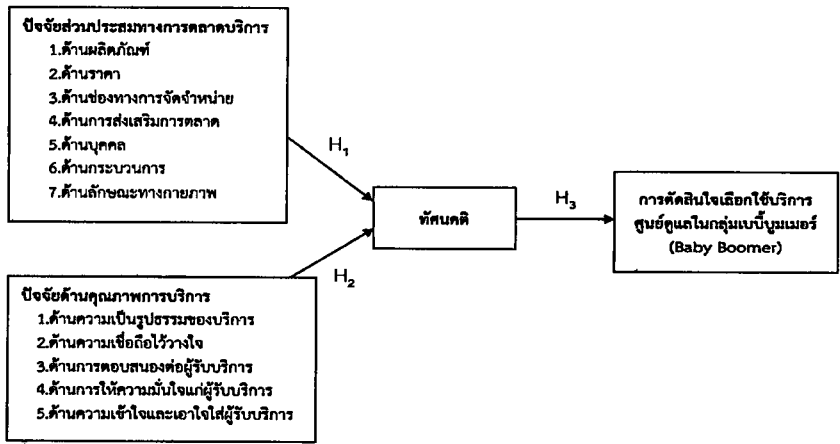 ปัจจัยส่วนประสมทางการตลาดบริการ
1.ด้านผลิตภัณฑ์
2.ด้านราคา
3.ด้านช่องทางการจัดจำหน่าย
4.ด้านการส่งเสริมการตลาด
5.ด้านบุคคล
6.ด้านกระบวนการ
7.ด้านลักษณะทางกายภาพ
H₁
ทัศนคติ
H₃
การตัดสินใจเลือกใช้บริการ
ศูนย์ดูแลในกลุ่มเบบี้บูมเมอร์
(Baby Boomer)
H₂
ปัจจัยด้านคุณภาพการบริการ
1.ด้านความเป็นรูปธรรมของบริการ
2.ด้านความเชื่อถือไว้วางใจ
3.ด้านการตอบสนองต่อผู้รับบริการ
4.ด้านการให้ความมั่นใจแก่ผู้รับบริการ
5.ด้านความเข้าใจและเอาใจใส่ผู้รับบริการ